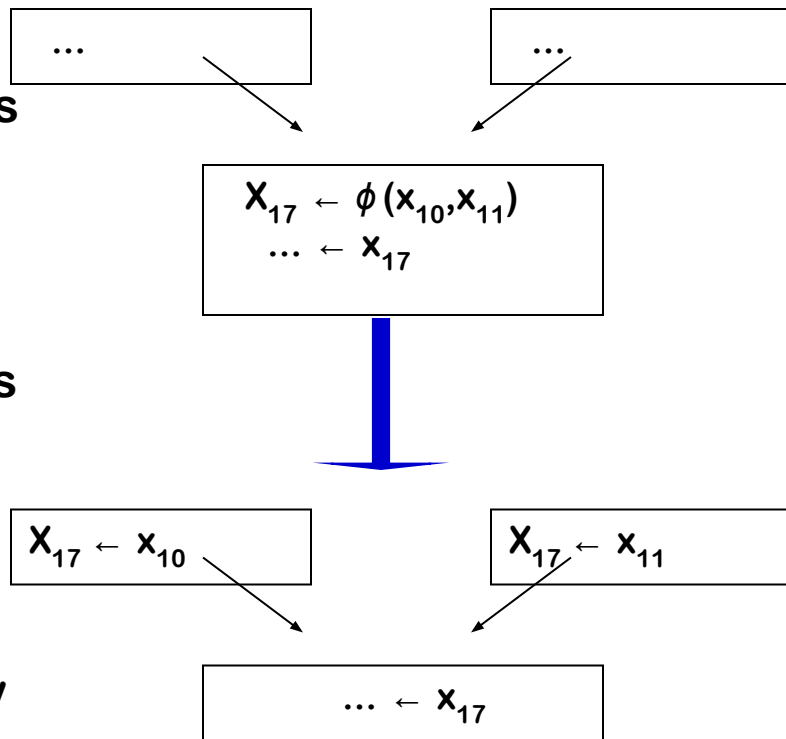 ... ...
s
X₁₇ ← ϕ(x₁₀,x₁₁)
... ← x₁₇
s
X₁₇ ← x₁₀ X₁₇ ← x₁₁
y
... ← x₁₇